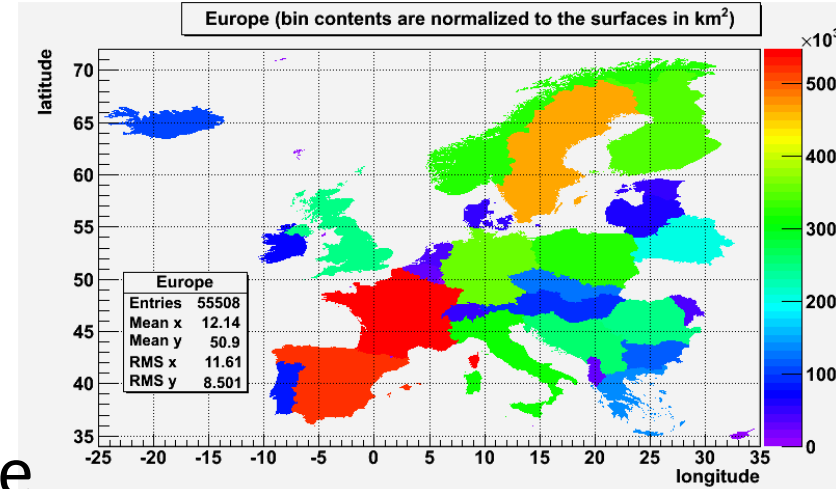 Europe (bin contents are normalized to the surfaces in km²)
×10³
latitude
70
65
60
55
50
45
40
35
500
400
300
200
100
0
Europe
Entries 55508
Mean x 12.14
Mean y 50.9
RMS x 11.61
RMS y 8.501
-25 -20 -15 -10 -5 0 5 10 15 20 25 30 35
longitude
e